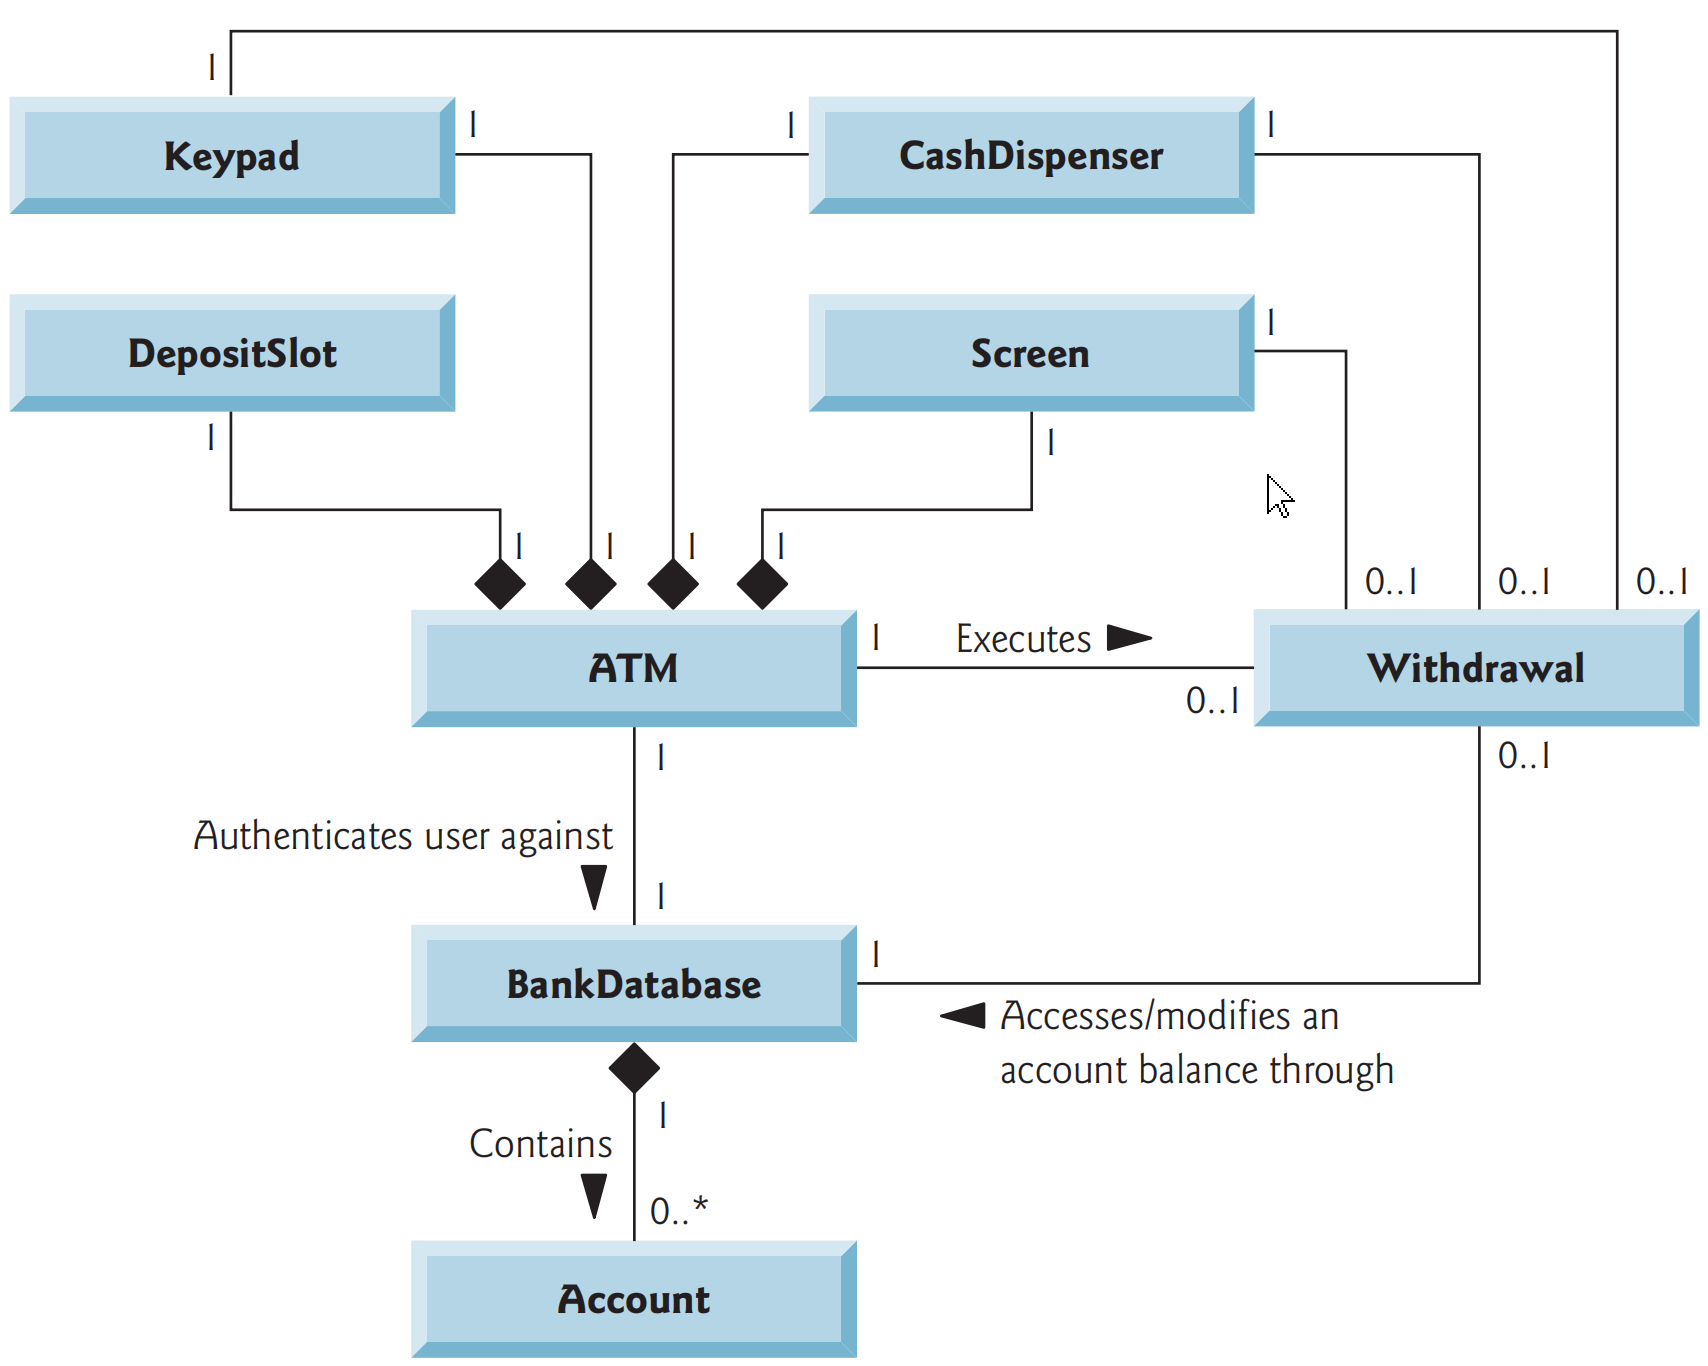 1
Keypad
1
1
CashDispenser
1
DepositSlot
Screen
1
1
1
1
1
1
1
0..1
0..1
0..1
ATM
1
Executes
0..1
Withdrawal
1
0..1
Authenticates user against
1
BankDatabase
1
Accesses/modifies an
account balance through
1
Contains
0..*
Account